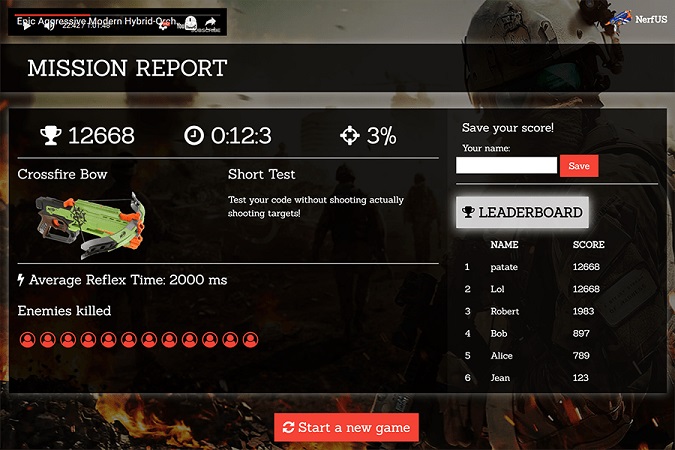 Epic Aggressive Modern Hybrid-Orch
22:42 / 1:01:48
SUBSCRIBE
NerfUS
MISSION REPORT
12668
0:12:3
3%
Crossfire Bow
Short Test
Test your code without shooting actually
shooting targets!
Average Reflex Time: 2000 ms
Enemies killed
Save your score!
Your name:
Save
LEADERBOARD
NAME SCORE
1 patate 12668
2 Lol 12668
3 Robert 1983
4 Bob 897
5 Alice 789
6 Jean 123
Start a new game